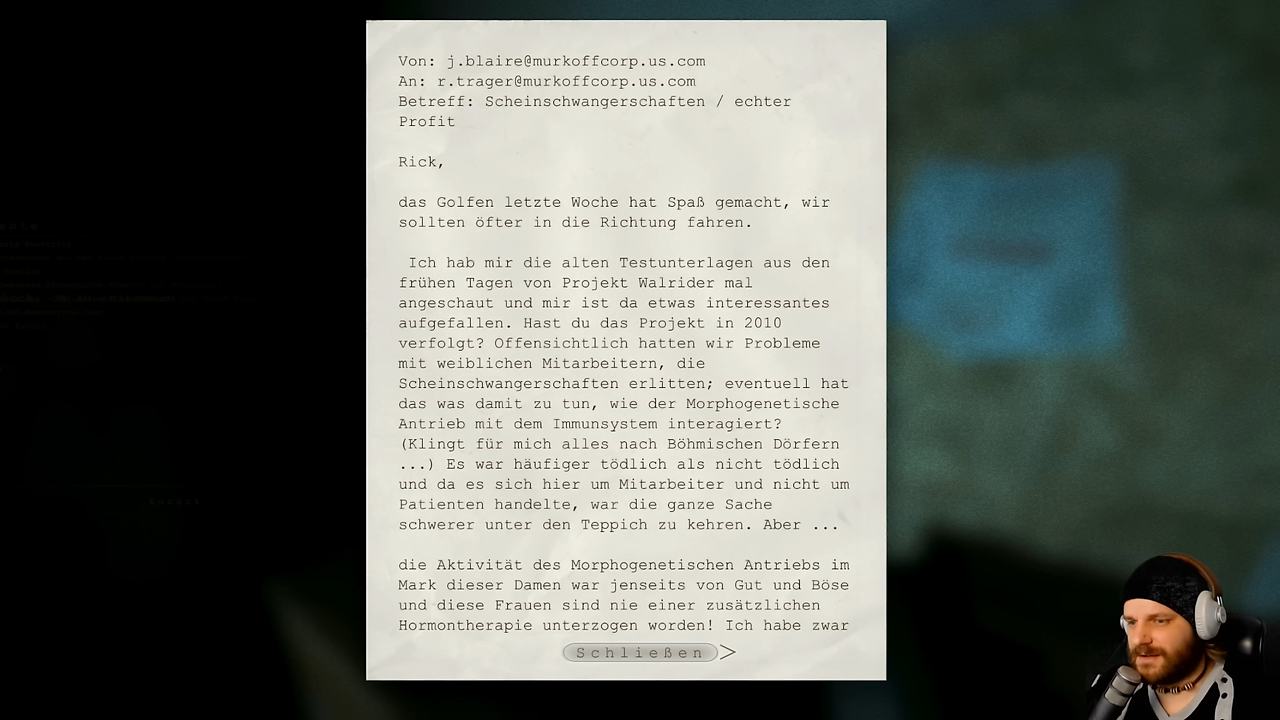 Von: j.blaire@murkoffcorp.us.com
An: r.trager@murkoffcorp.us.com
Betreff: Scheinschwangerschaften / echter
Profit
Rick,
das Golfen letzte Woche hat Spaß gemacht, wir
sollten öfter in die Richtung fahren.
Ich hab mir die alten Testunterlagen aus den
frühen Tagen von Projekt Walrider mal
angeschaut und mir ist da etwas interessantes
aufgefallen. Hast du das Projekt in 2010
verfolgt? Offensichtlich hatten wir Probleme
mit weiblichen Mitarbeitern, die
Scheinschwangerschaften erlitten; eventuell hat
das was damit zu tun, wie der Morphogenetische
Antrieb mit dem Immunsystem interagiert?
(Klingt für mich alles nach Böhmischen Dörfern
...) Es war häufiger tödlich als nicht tödlich
und da es sich hier um Mitarbeiter und nicht um
Patienten handelte, war die ganze Sache
schwerer unter den Teppich zu kehren. Aber ...
die Aktivität des Morphogenetischen Antriebs im
Mark dieser Damen war jenseits von Gut und Böse
und diese Frauen sind nie einer zusätzlichen
Hormontherapie unterzogen worden! Ich habe zwar
Schließen >